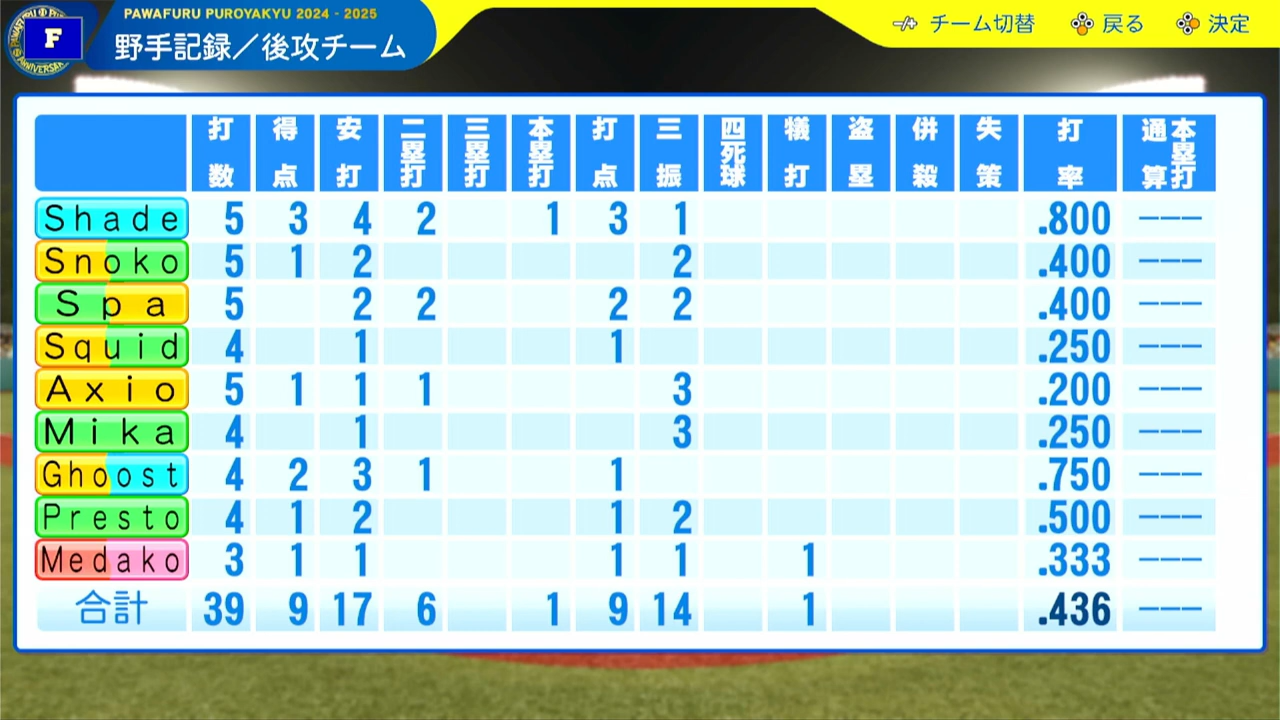 PAWAFURU PUROYAKYU 2024 - 2025
F
野手記録／後攻チーム
-/+ チーム切替 戻る 決定
打数 得点 安打 二塁打 三塁打 本塁打 打点 三振 四死球 犠打 盗塁 併殺 失策 打率 通算本塁打
Shade 5 3 4 2 1 3 1 .800 ---
Snoko 5 1 2 2 .400 ---
Spa 5 2 2 2 2 .400 ---
Squid 4 1 1 .250 ---
Axio 5 1 1 1 3 .200 ---
Mika 4 1 3 .250 ---
Ghoost 4 2 3 1 1 .750 ---
Presto 4 1 2 1 2 .500 ---
Medako 3 1 1 1 1 1 .333 ---
合計 39 9 17 6 1 9 14 1 .436 ---